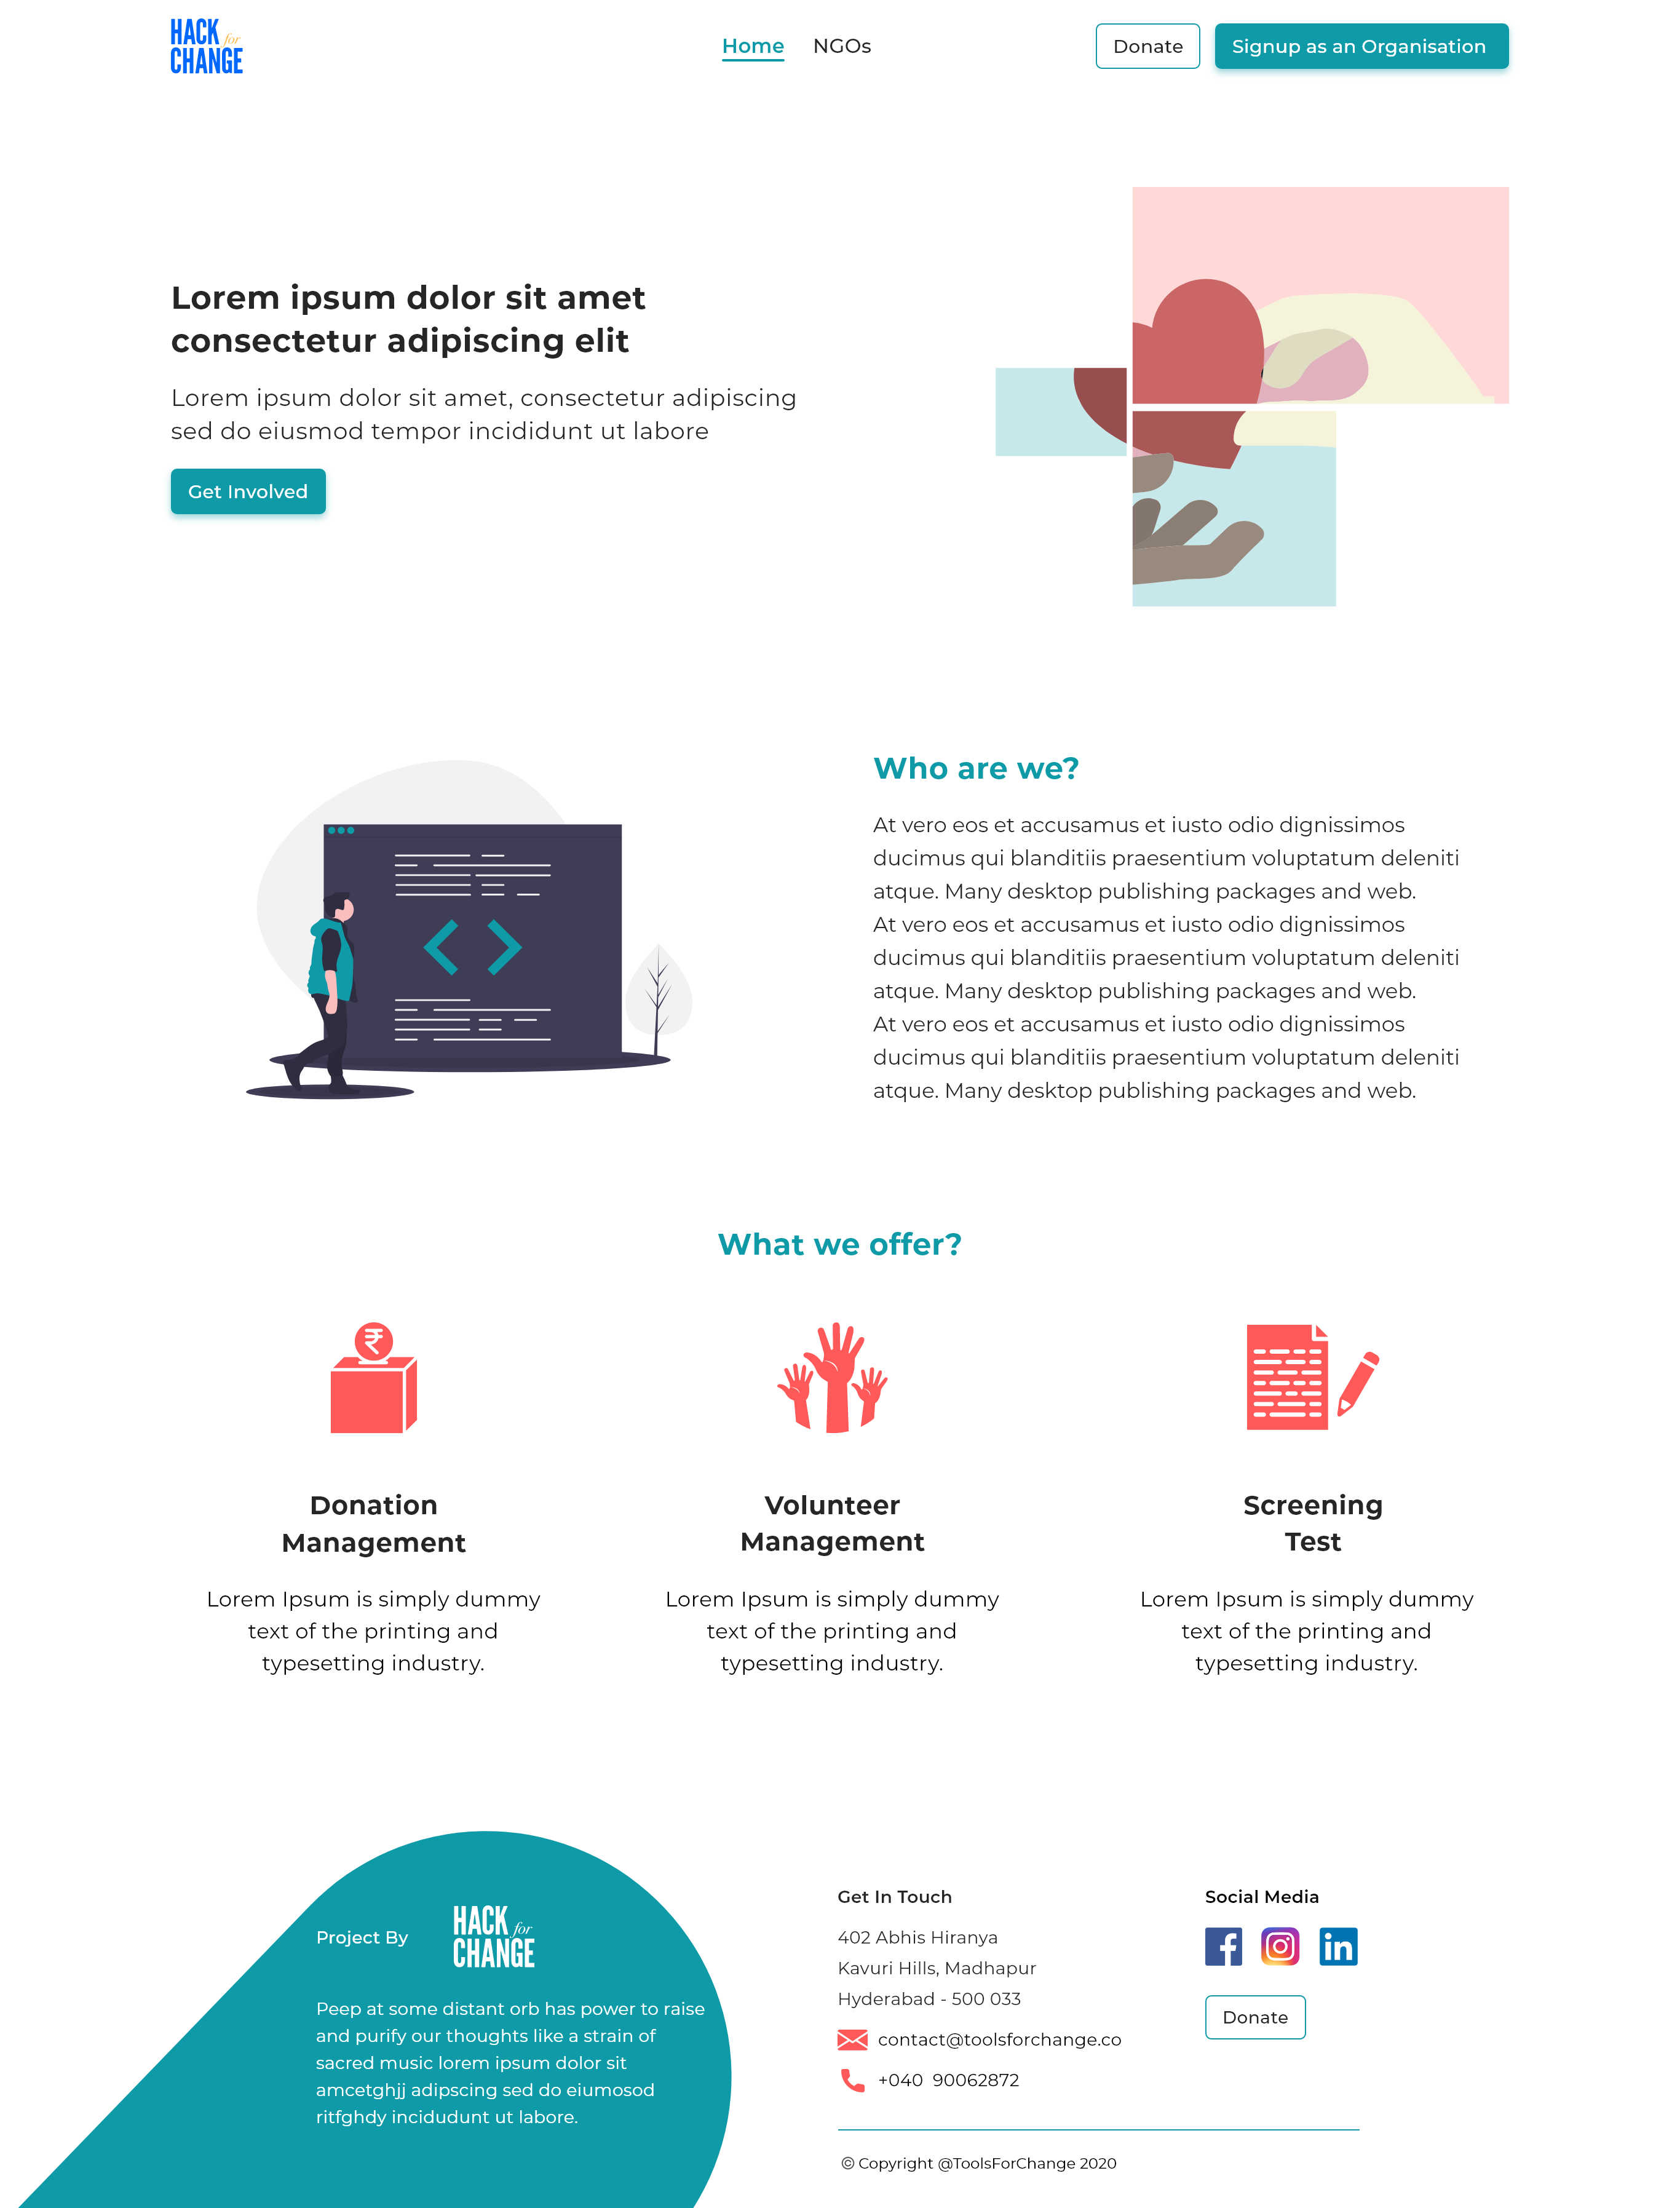 HACK for
CHANGE
Home
NGOs
Donate
Signup as an Organisation
Lorem ipsum dolor sit amet
consectetur adipiscing elit
Lorem ipsum dolor sit amet, consectetur adipiscing
sed do eiusmod tempor incididunt ut labore
Get Involved
Who are we?
At vero eos et accusamus et iusto odio dignissimos
ducimus qui blanditiis praesentium voluptatum deleniti
atque. Many desktop publishing packages and web.
At vero eos et accusamus et iusto odio dignissimos
ducimus qui blanditiis praesentium voluptatum deleniti
atque. Many desktop publishing packages and web.
At vero eos et accusamus et iusto odio dignissimos
ducimus qui blanditiis praesentium voluptatum deleniti
atque. Many desktop publishing packages and web.
What we offer?
₹
Donation
Management
Lorem Ipsum is simply dummy
text of the printing and
typesetting industry.
Volunteer
Management
Lorem Ipsum is simply dummy
text of the printing and
typesetting industry.
Screening
Test
Lorem Ipsum is simply dummy
text of the printing and
typesetting industry.
Project By
HACK for
CHANGE
Peep at some distant orb has power to raise
and purify our thoughts like a strain of
sacred music lorem ipsum dolor sit
amcetghjj adipscing sed do eiumosod
ritfghdy incidudunt ut labore.
Get In Touch
402 Abhis Hiranya
Kavuri Hills, Madhapur
Hyderabad - 500 033
contact@toolsforchange.co
+040 90062872
Social Media
f
in
Donate
© Copyright @ToolsForChange 2020